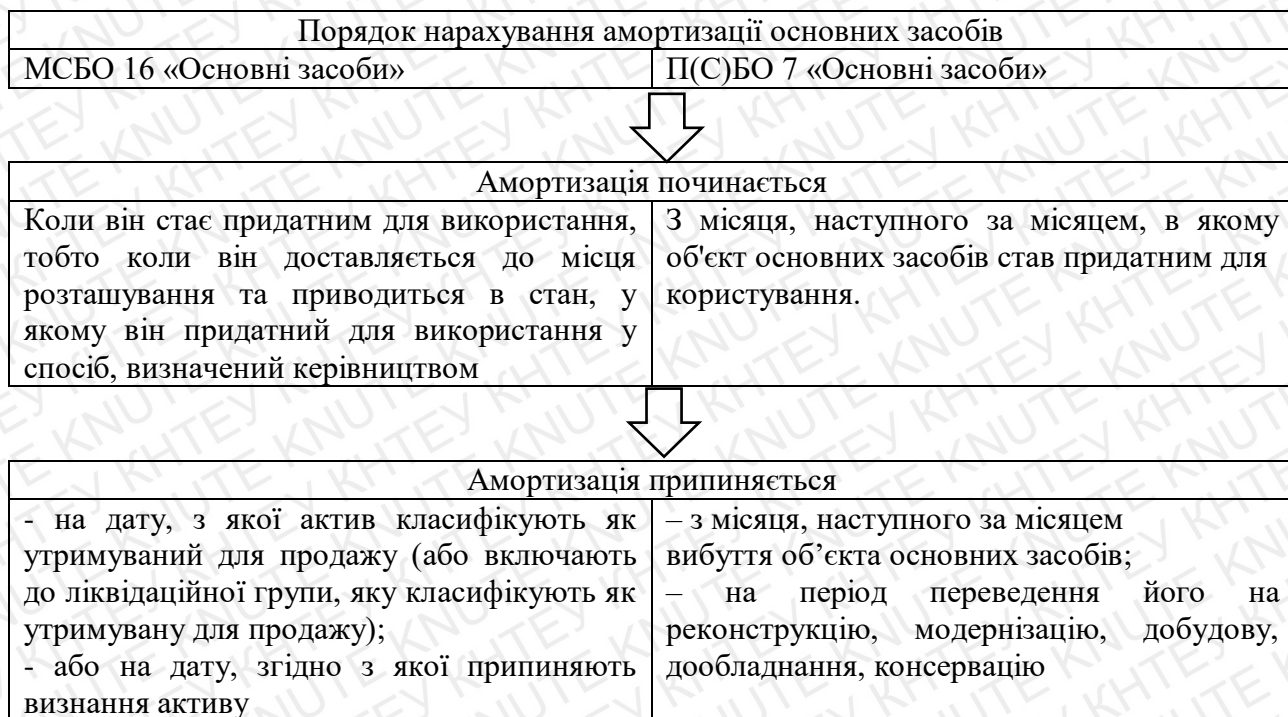 Порядок нарахування амортизації основних засобів
МСБО 16 «Основні засоби»
П(С)БО 7 «Основні засоби»
Амортизація починається
Коли він стає придатним для використання,
тобто коли він доставляється до місця
розташування та приводиться в стан, у
якому він придатний для використання у
спосіб, визначений керівництвом
З місяця, наступного за місяцем, в якому
об'єкт основних засобів став придатним для
користування.
Амортизація припиняється
- на дату, з якої актив класифікують як
утримуваний для продажу (або включають
до ліквідаційної групи, яку класифікують як
утримувану для продажу);
- або на дату, згідно з якої припиняють
визнання активу
– з місяця, наступного за місяцем
вибуття об’єкта основних засобів;
– на період переведення його на
реконструкцію, модернізацію, добудову,
дообладнання, консервацію